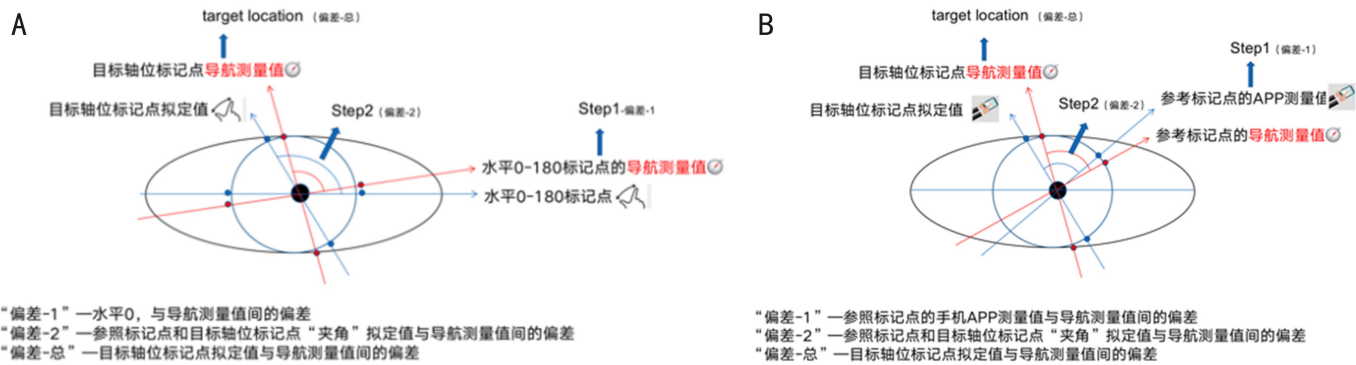 A
target location （偏差-总）
目标轴位标记点导航测量值
目标轴位标记点拟定值
Step2（偏差-2）
Step1-偏差-1
水平0-180标记点的导航测量值
水平0-180标记点
“偏差-1”—水平0，与导航测量值间的偏差
“偏差-2”—参照标记点和目标轴位标记点“夹角”拟定值与导航测量值间的偏差
“偏差-总”—目标轴位标记点拟定值与导航测量值间的偏差
B
target location （偏差-总）
Step1（偏差-1）
目标轴位标记点导航测量值
参考标记点的APP测量值
目标轴位标记点拟定值
Step2（偏差-2）
参考标记点的导航测量值
“偏差-1”—参照标记点的手机APP测量值与导航测量值间的偏差
“偏差-2”—参照标记点和目标轴位标记点“夹角”拟定值与导航测量值间的偏差
“偏差-总”—目标轴位标记点拟定值与导航测量值间的偏差